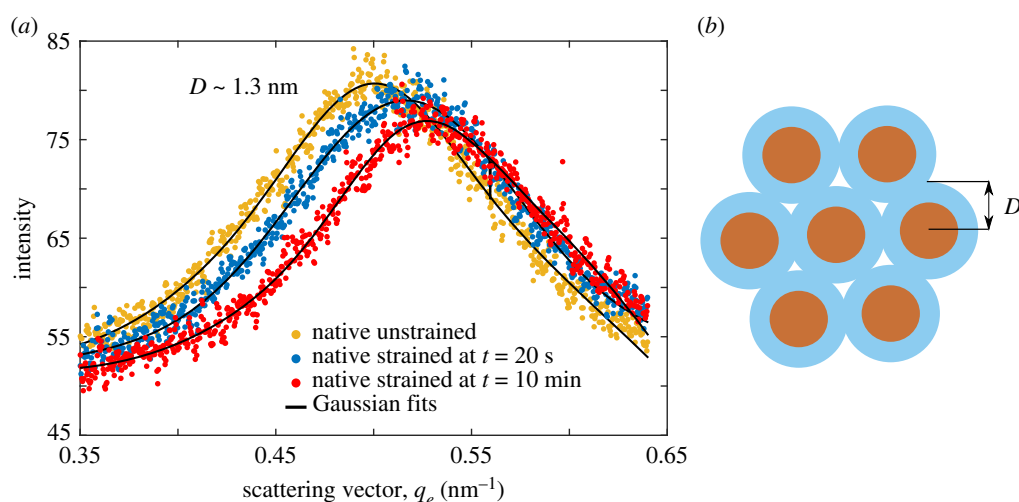 (a)
(b)
85
75
65
55
45
intensity
D ~ 1.3 nm
native unstrained
native strained at t = 20 s
native strained at t = 10 min
Gaussian fits
0.35
0.45
0.55
0.65
scattering vector, qe (nm−1)
D